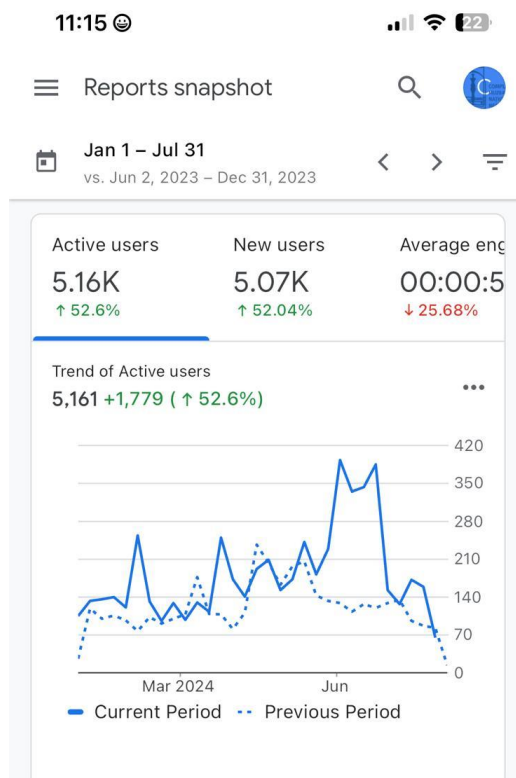 11:15
22
Reports snapshot
C
Jan 1 – Jul 31
vs. Jun 2, 2023 – Dec 31, 2023
Active users New users Average eng
5.16K 5.07K 00:00:5
↑ 52.6% ↑ 52.04% ↓ 25.68%
Trend of Active users
5,161 +1,779 ( ↑ 52.6%)
420
350
280
210
140
70
0
Mar 2024 Jun
Current Period Previous Period